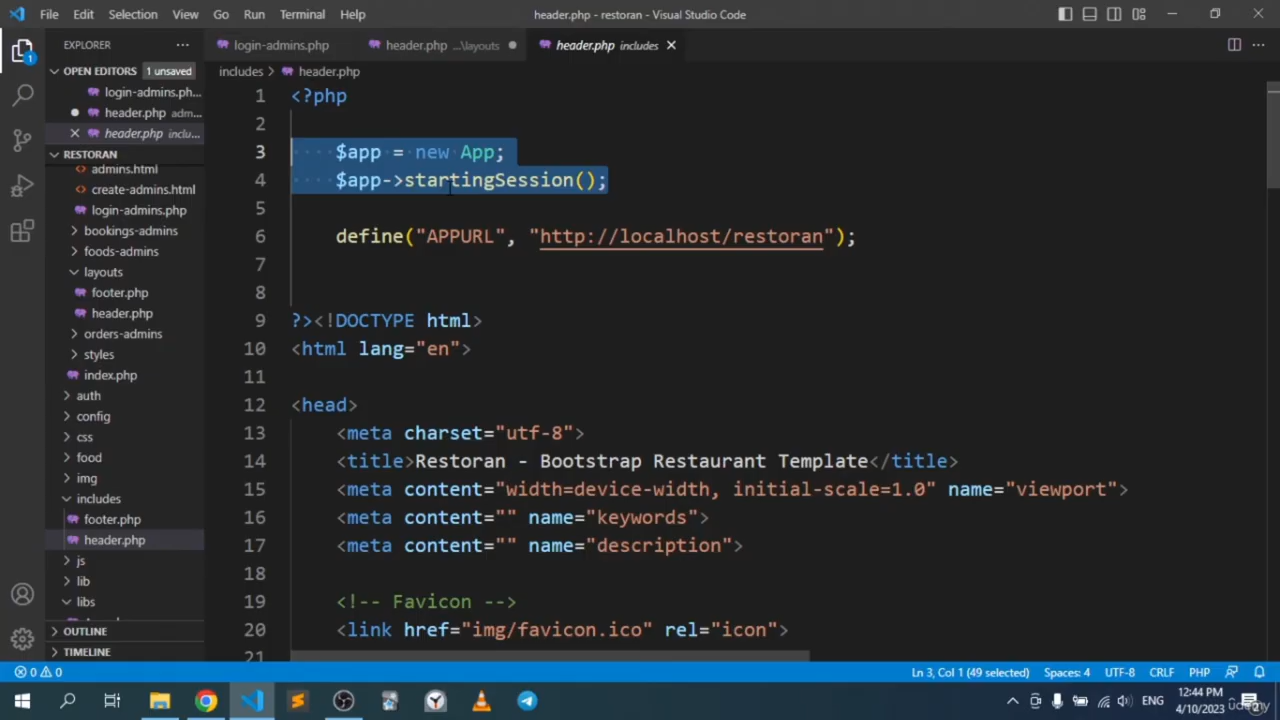 File Edit Selection View Go Run Terminal Help header.php - restoran - Visual Studio Code
EXPLORER
login-admins.php header.php ...\layouts header.php includes
OPEN EDITORS 1 unsaved
login-admins.ph...
header.php adm...
header.php inclu...
RESTORAN
admins.html
create-admins.html
login-admins.php
bookings-admins
foods-admins
layouts
footer.php
header.php
orders-admins
styles
index.php
auth
config
css
food
img
includes
footer.php
header.php
js
lib
libs
OUTLINE
TIMELINE
includes > header.php
1 <?php
2
3 $app = new App;
4 $app->startingSession();
5
6 define("APPURL", "http://localhost/restoran");
7
8
9 ?><!DOCTYPE html>
10 <html lang="en">
11
12 <head>
13 <meta charset="utf-8">
14 <title>Restoran - Bootstrap Restaurant Template</title>
15 <meta content="width=device-width, initial-scale=1.0" name="viewport">
16 <meta content="" name="keywords">
17 <meta content="" name="description">
18
19 <!-- Favicon -->
20 <link href="img/favicon.ico" rel="icon">
21
0 0 Ln 3, Col 1 (49 selected) Spaces: 4 UTF-8 CRLF PHP
ENG 12:44 PM
4/10/2023
udemy